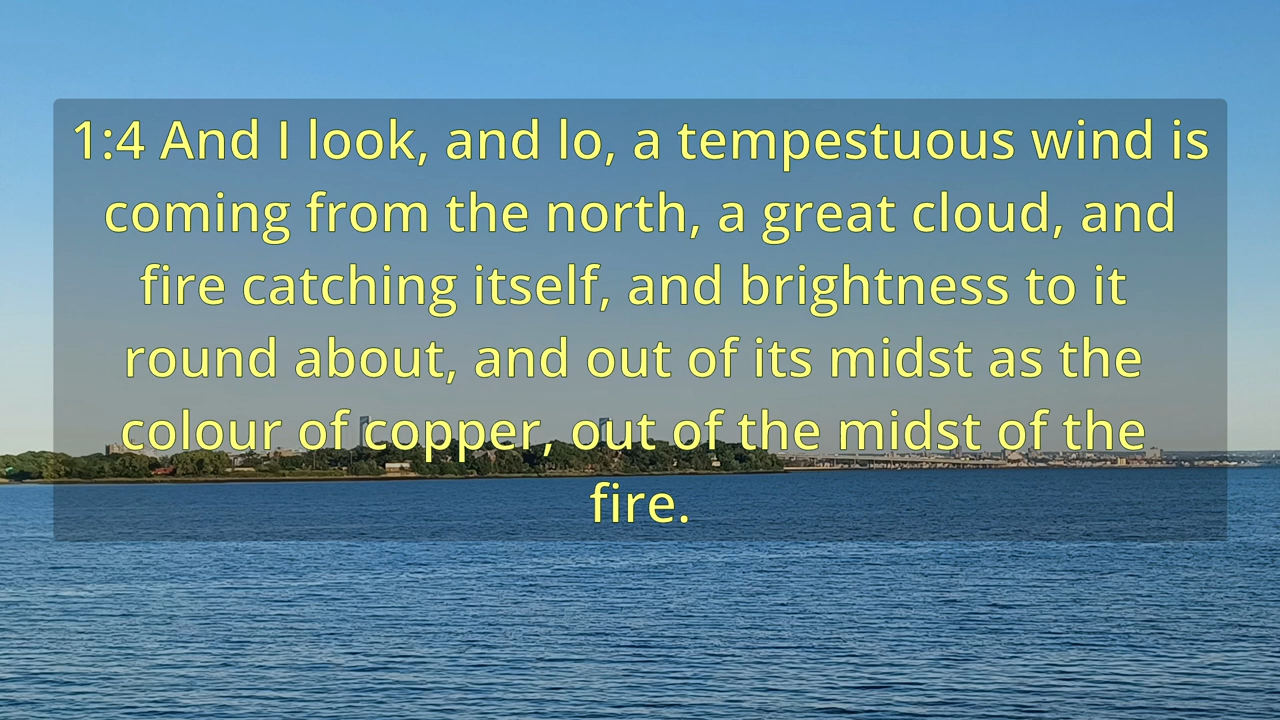 1:4 And I look, and lo, a tempestuous wind is
coming from the north, a great cloud, and
fire catching itself, and brightness to it
round about, and out of its midst as the
colour of copper, out of the midst of the
fire.